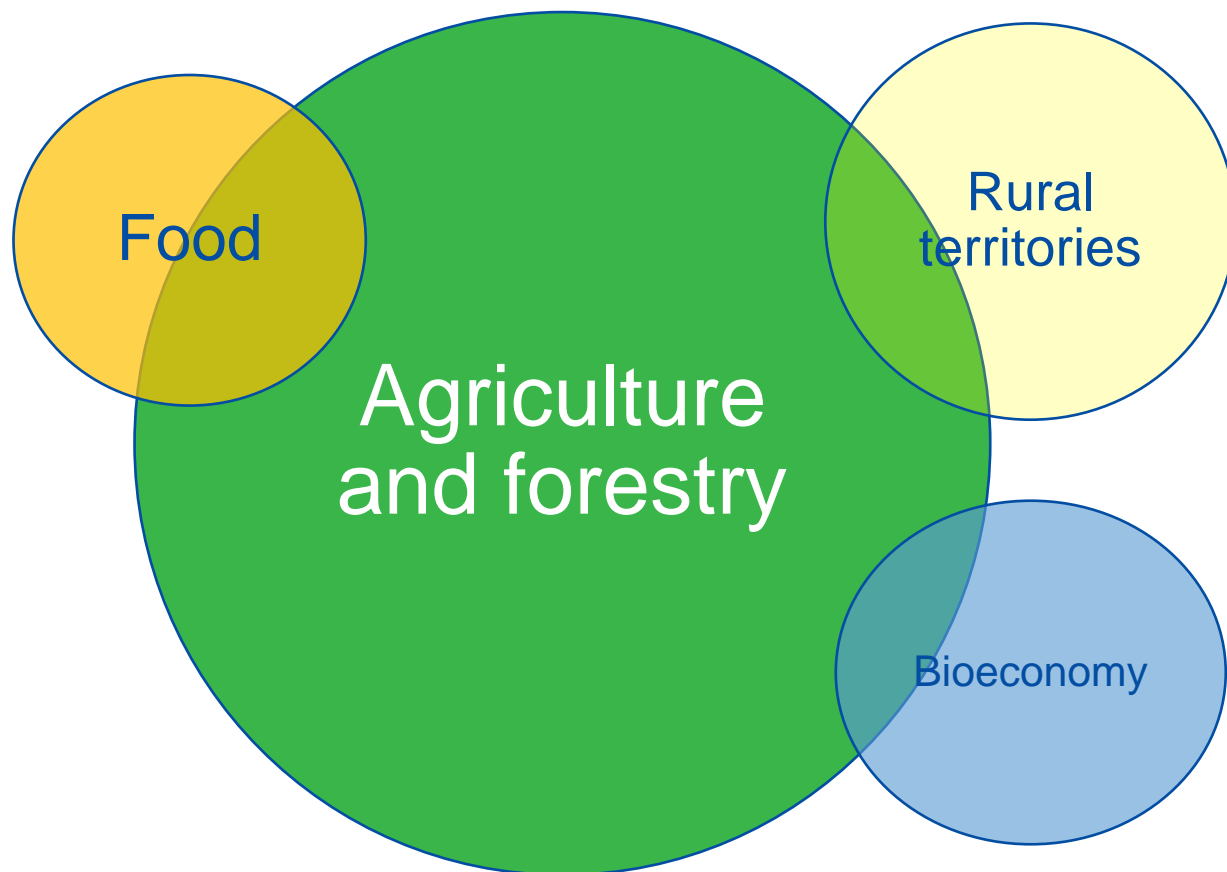 Food
Rural
territories
Agriculture
and forestry
Bioeconomy